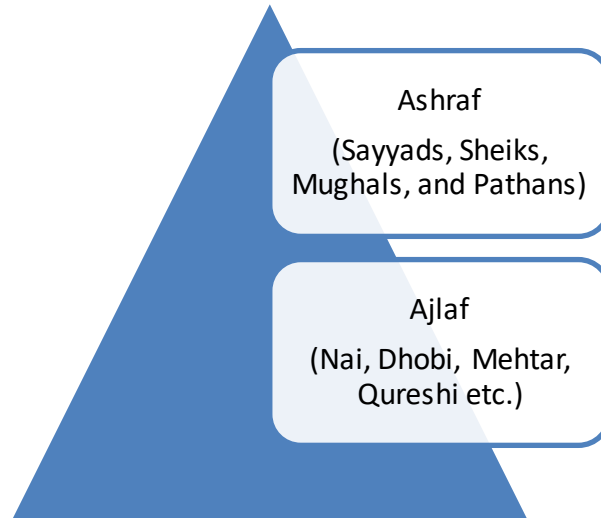 Ashraf
(Sayyads, Sheiks,
Mughals, and Pathans)
Ajlaf
(Nai, Dhobi, Mehtar,
Qureshi etc.)